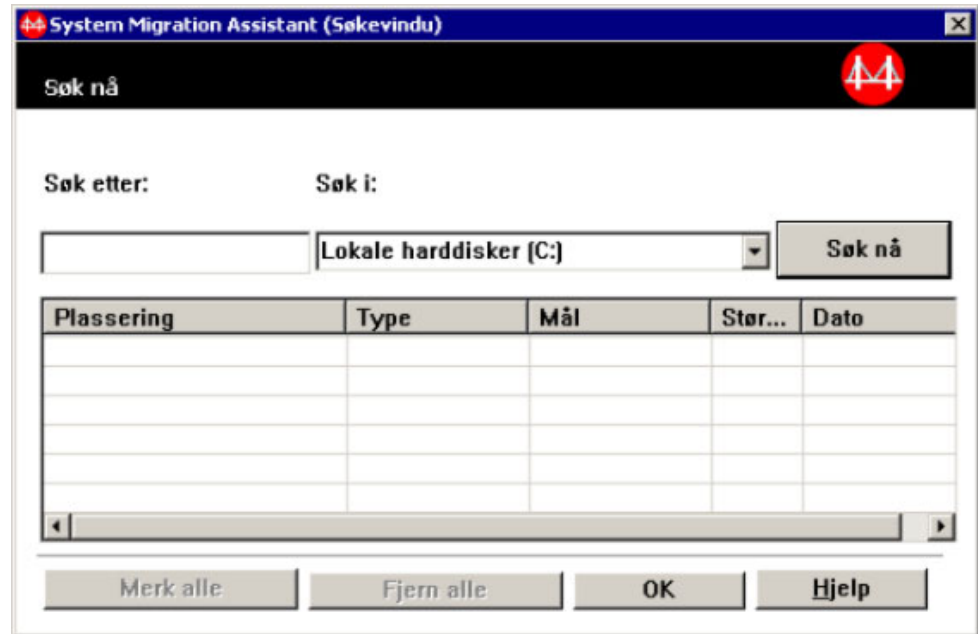 System Migration Assistant (Søkevindu)
Søk nå
Søk etter: Søk i:
Lokale harddisker (C:) Søk nå
Plassering Type Mål Stør... Dato
Merk alle Fjern alle OK Hjelp